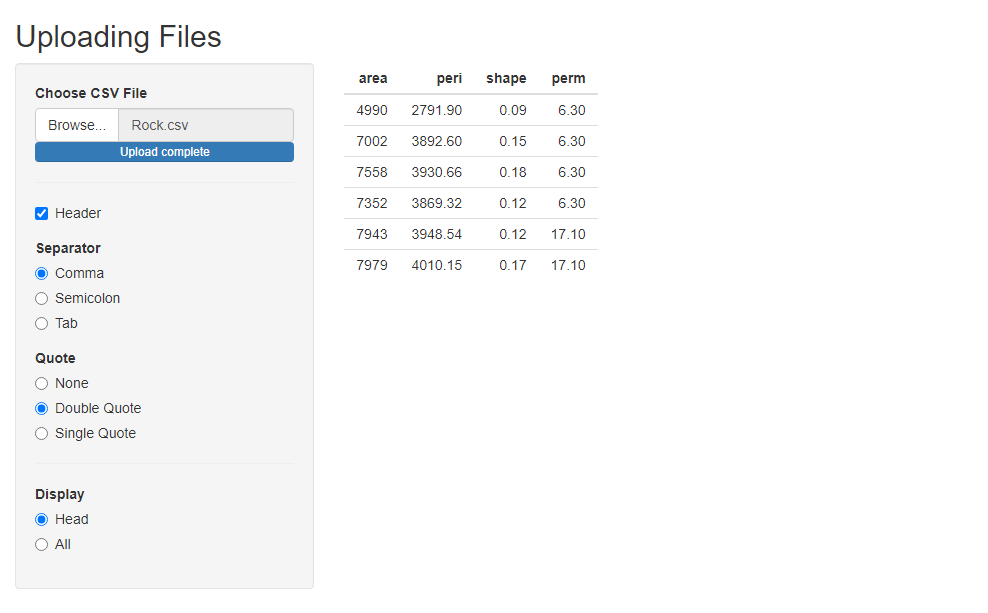 Uploading Files
Choose CSV File
Browse... Rock.csv
Upload complete
Header
Separator
Comma
Semicolon
Tab
Quote
None
Double Quote
Single Quote
Display
Head
All
area peri shape perm
4990 2791.90 0.09 6.30
7002 3892.60 0.15 6.30
7558 3930.66 0.18 6.30
7352 3869.32 0.12 6.30
7943 3948.54 0.12 17.10
7979 4010.15 0.17 17.10